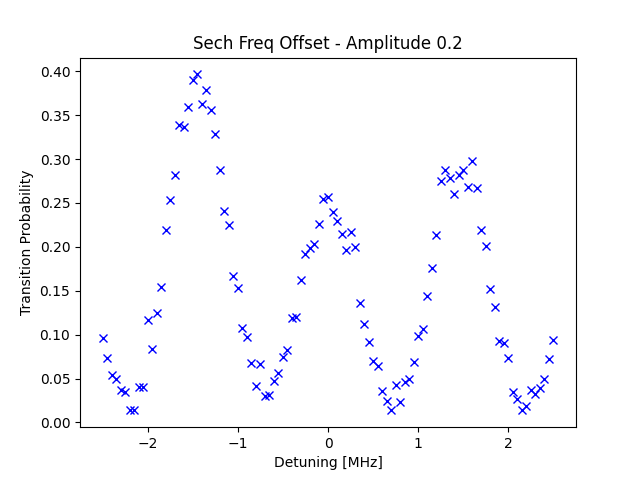 Sech Freq Offset - Amplitude 0.2
Transition Probability
0.40
0.35
0.30
0.25
0.20
0.15
0.10
0.05
0.00
−2 −1 0 1 2
Detuning [MHz]